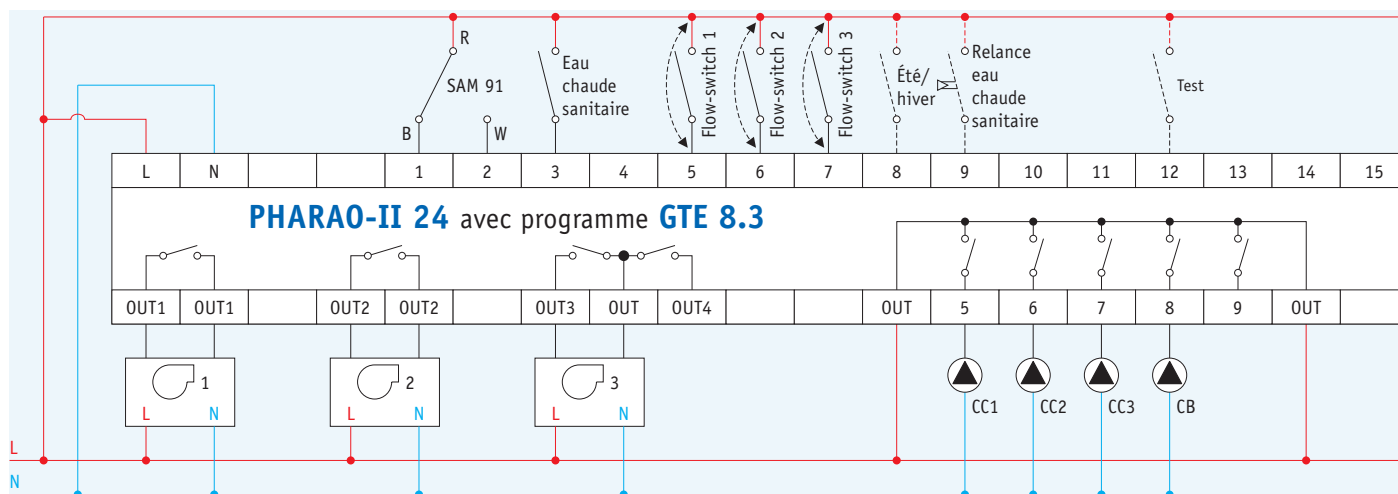 R
SAM 91
B
W
Eau
chaude
sanitaire
Flow-switch 1
Flow-switch 2
Flow-switch 3
Été/
hiver
Relance
eau
chaude
sanitaire
Test
L N 1 2 3 4 5 6 7 8 9 10 11 12 13 14 15
PHARAO-II 24 avec programme GTE 8.3
OUT1 OUT1 OUT2 OUT2 OUT3 OUT OUT4 OUT 5 6 7 8 9 OUT
1 2 3
L N L N L N
CC1 CC2 CC3 CB
L
N